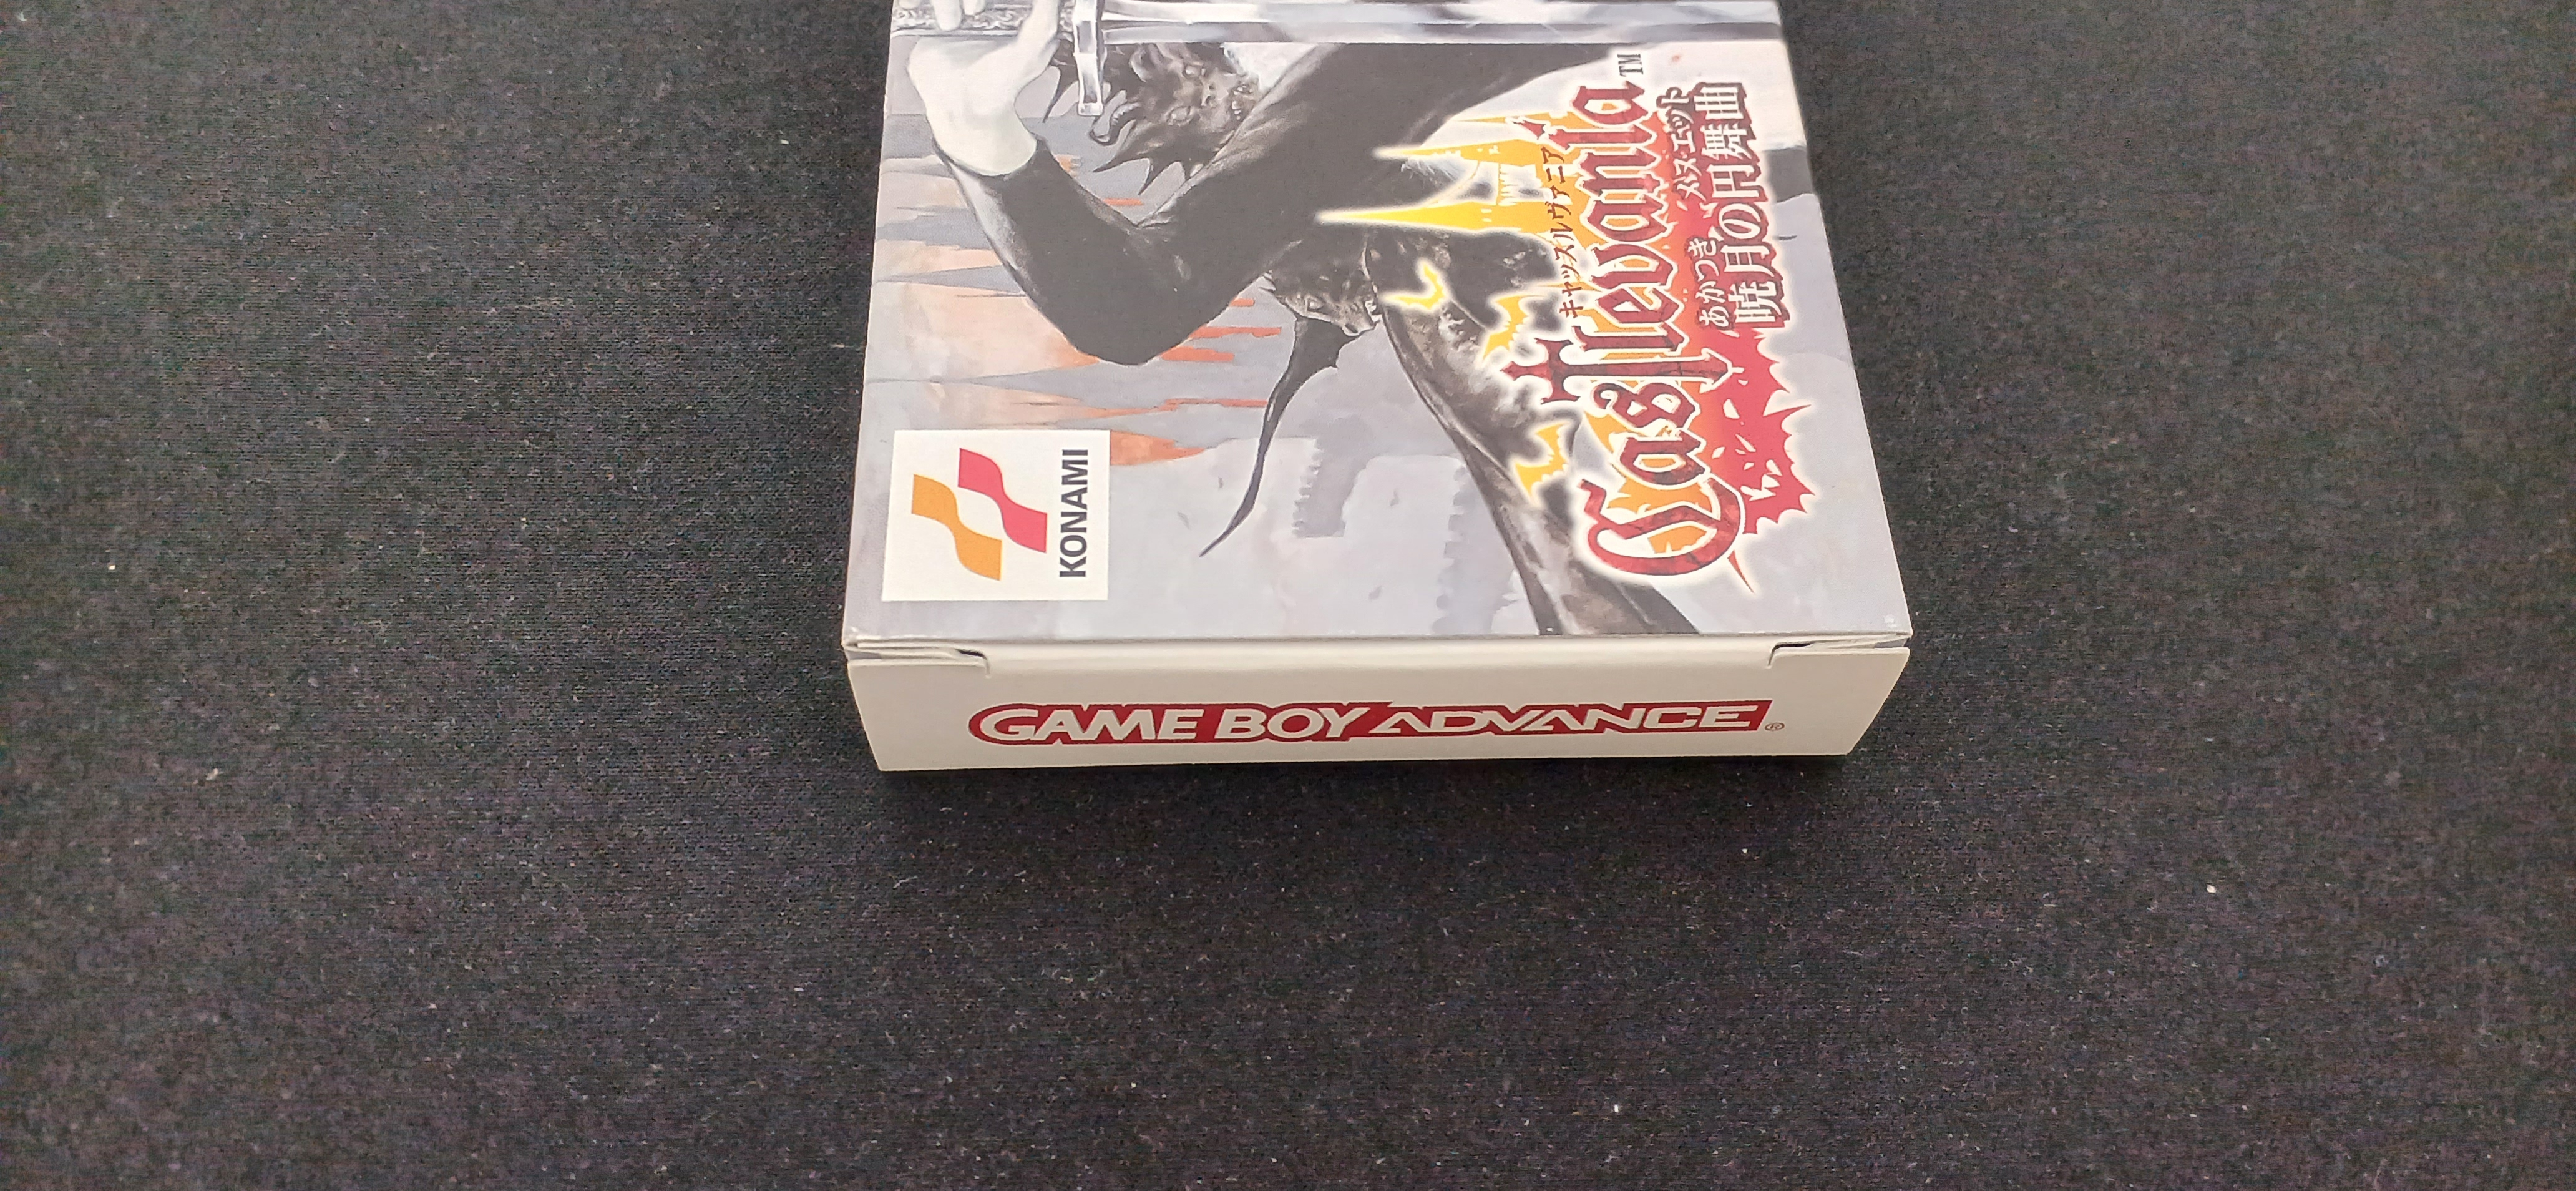 キャッスルヴァニア
Castlevania™
あかつき メヌエット
暁月の円舞曲
KONAMI
GAME BOY ADVANCE®